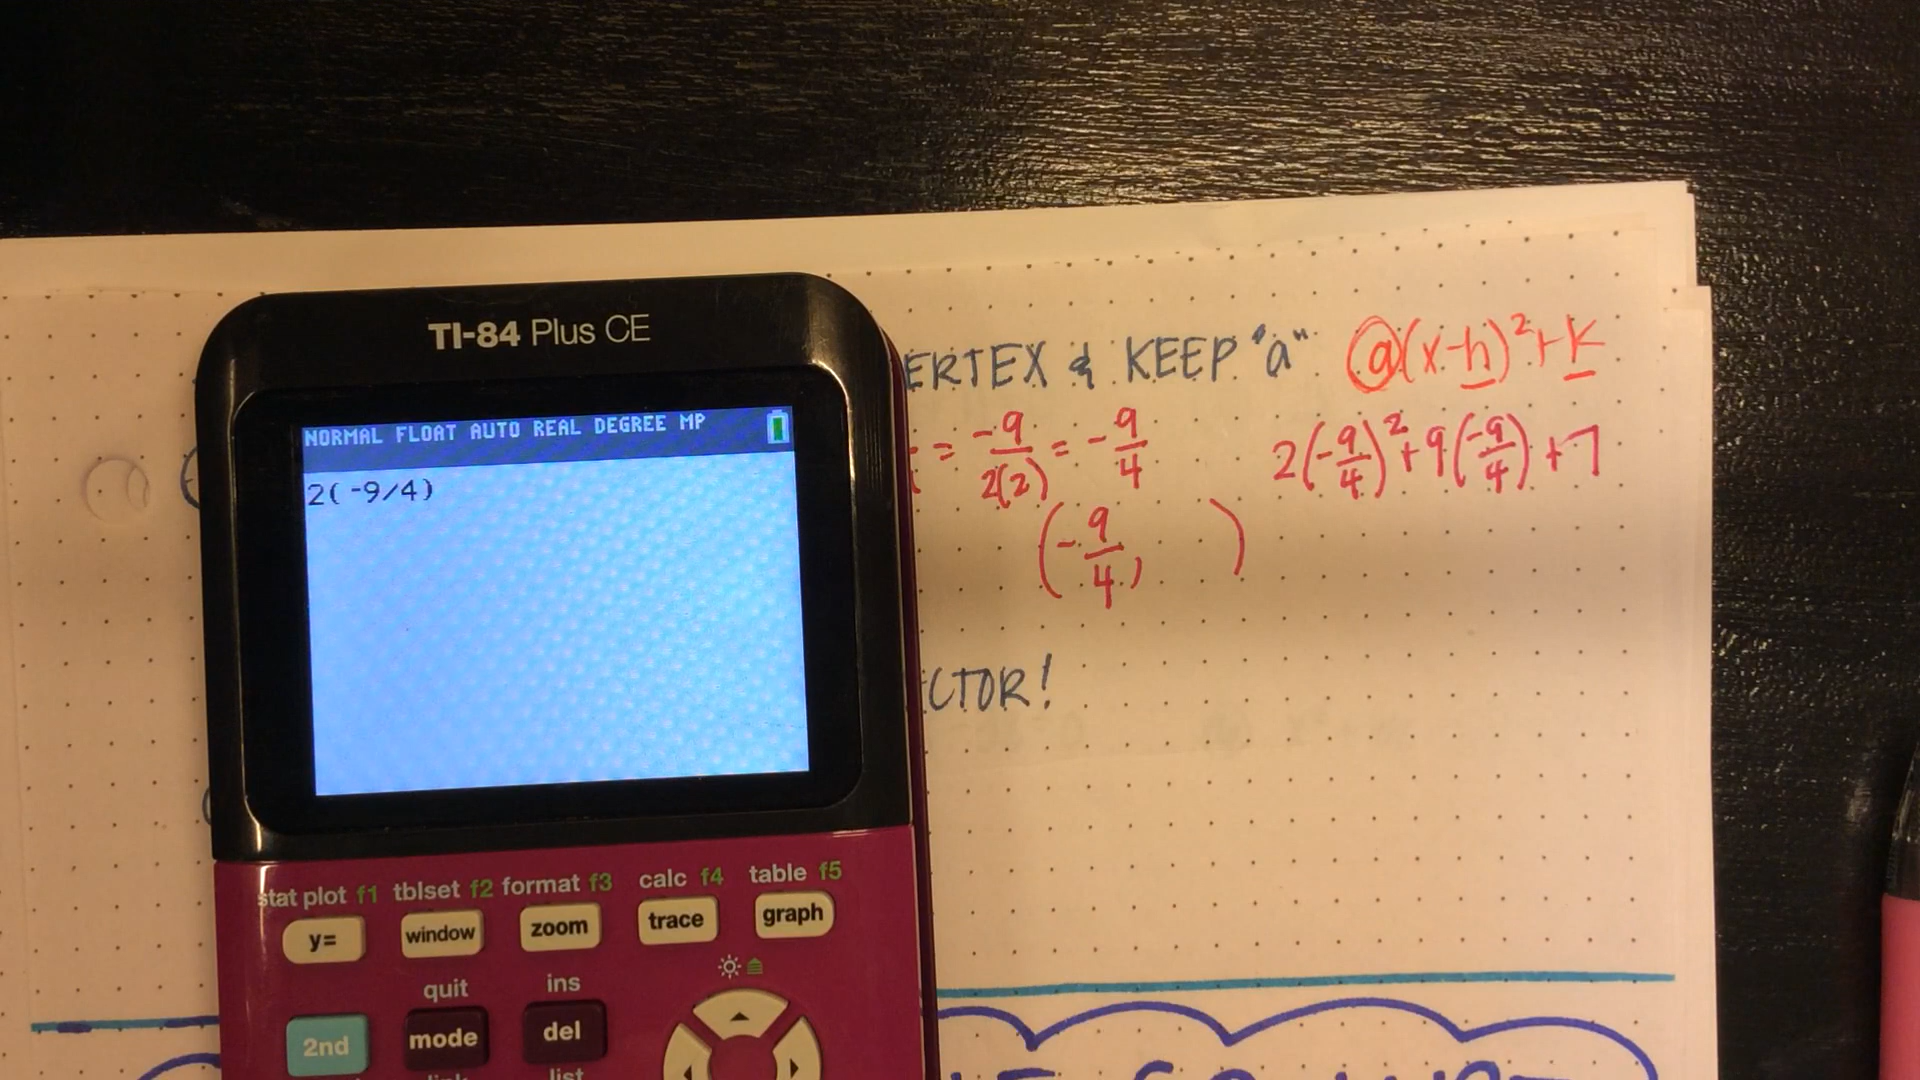 TI-84 Plus CE
NORMAL FLOAT AUTO REAL DEGREE MP
2(-9/4)
ERTEX & KEEP "a" a(x-h)²+k
= -9/2(2) = -9/4 2(-9/4)²+9(-9/4)+7
(-9/4, )
CTOR!
stat plot f1 tblset f2 format f3 calc f4 table f5
y= window zoom trace graph
quit ins
2nd mode del
link list